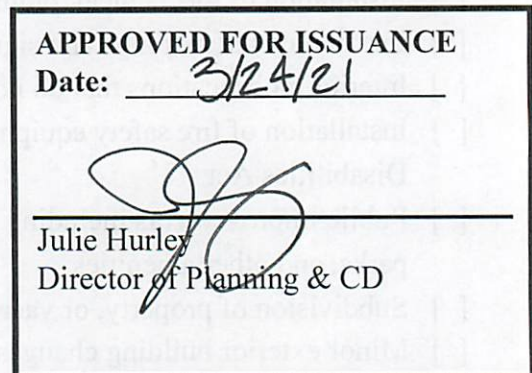 APPROVED FOR ISSUANCE
Date: 3/24/21
Julie Hurley
Director of Planning & CD